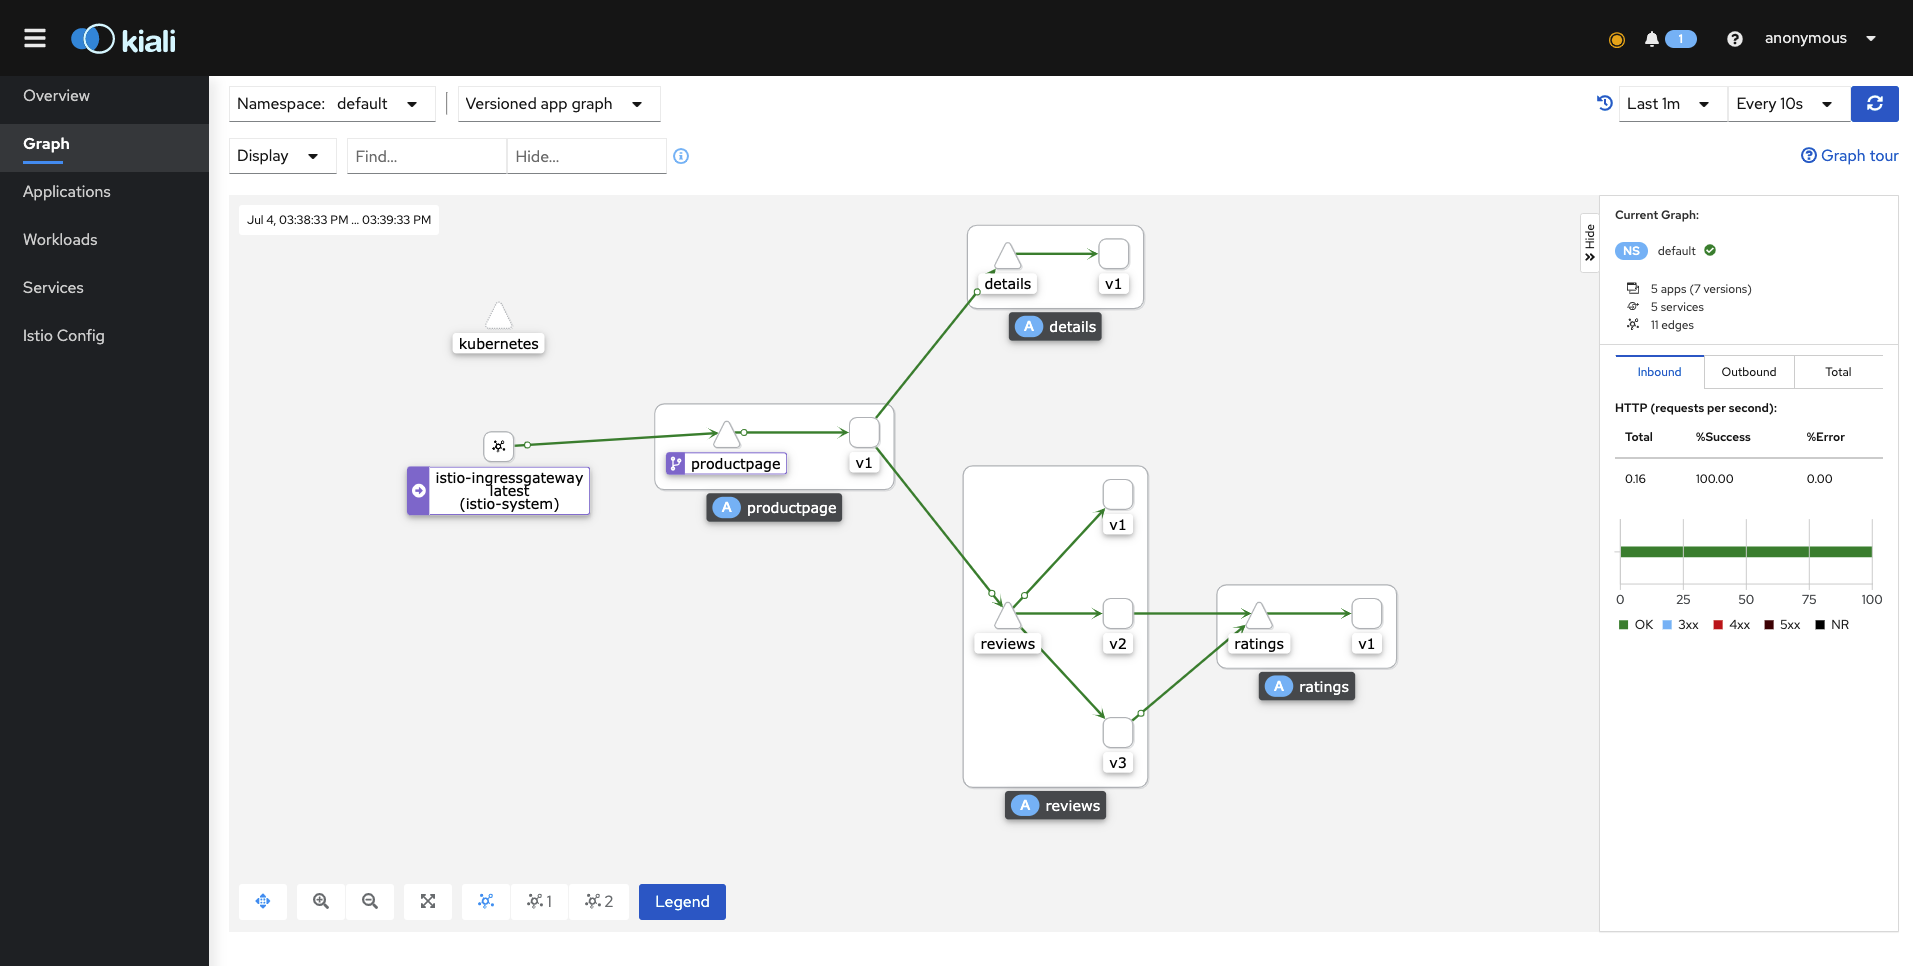 kiali
1
anonymous
Overview
Graph
Applications
Workloads
Services
Istio Config
Namespace: default
Versioned app graph
Last 1m
Every 10s
Display
Find...
Hide...
Graph tour
Jul 4, 03:38:33 PM ... 03:39:33 PM
details
v1
A details
kubernetes
productpage
v1
A productpage
istio-ingressgateway
latest
(istio-system)
v1
reviews
v2
v3
A reviews
ratings
v1
A ratings
1
2
Legend
Hide
Current Graph:
NS default
5 apps (7 versions)
5 services
11 edges
Inbound
Outbound
Total
HTTP (requests per second):
Total %Success %Error
0.16 100.00 0.00
0 25 50 75 100
OK 3xx 4xx 5xx NR